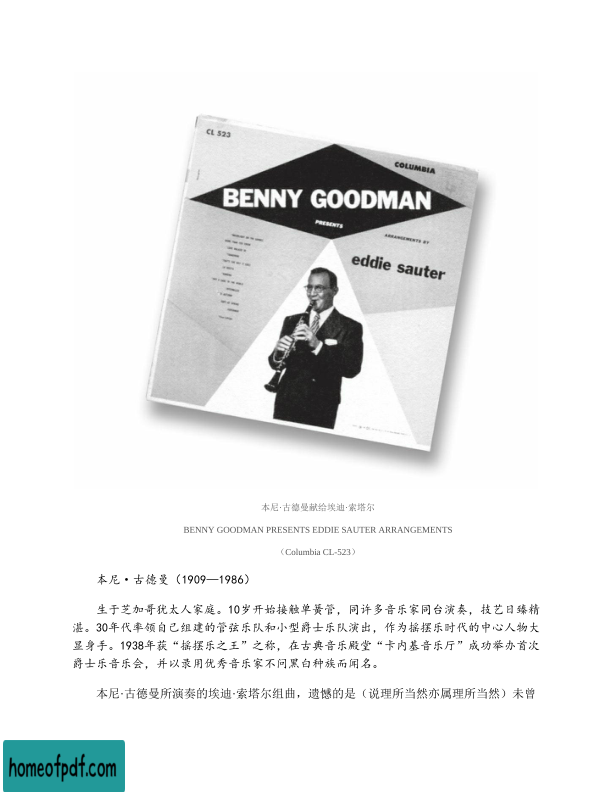 CL 523
COLUMBIA
BENNY GOODMAN
PRESENTS
ARRANGEMENTS BY
eddie sauter
本尼·古德曼献给埃迪·索塔尔
BENNY GOODMAN PRESENTS EDDIE SAUTER ARRANGEMENTS
（Columbia CL-523）
本尼·古德曼（1909—1986）
生于芝加哥犹太人家庭。10岁开始接触单簧管，同许多音乐家同台演奏，技艺日臻精
湛。30年代率领自己组建的管弦乐队和小型爵士乐队演出，作为摇摆乐时代的中心人物大
显身手。1938年获“摇摆乐之王”之称，在古典音乐殿堂“卡内基音乐厅”成功举办首次
爵士乐音乐会，并以录用优秀音乐家不问黑白种族而闻名。
本尼·古德曼所演奏的埃迪·索塔尔组曲，遗憾的是（说理所当然亦属理所当然）未曾
homeofpdf.com